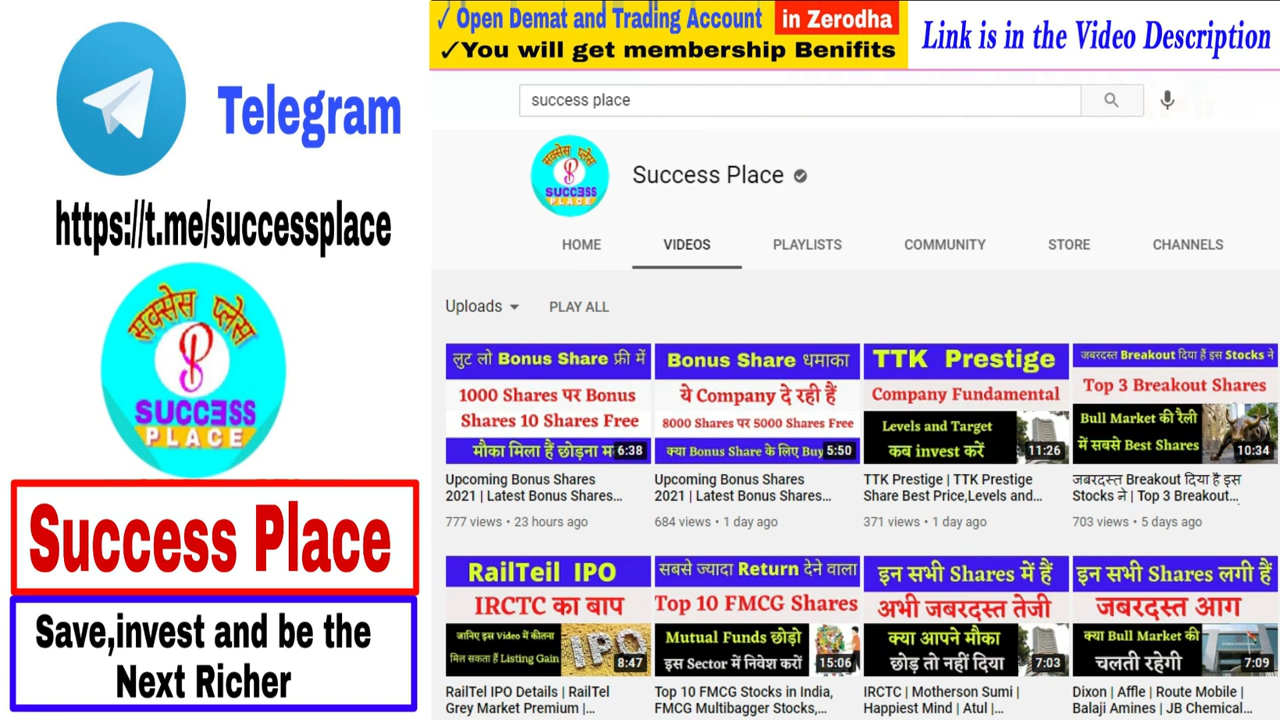 Telegram
https://t.me/successplace
सक्सेस प्लेस
SUCCESS
PLACE
Success Place
Save,invest and be the
Next Richer
✓ Open Demat and Trading Account in Zerodha
✓You will get membership Benifits
Link is in the Video Description
success place
सक्सेस प्लेस
SUCCESS
PLACE
Success Place
HOME VIDEOS PLAYLISTS COMMUNITY STORE CHANNELS
Uploads PLAY ALL
लुट लो Bonus Share फ्री में
1000 Shares पर Bonus
Shares 10 Shares Free
मौका मिला हैं छोड़ना म
6:38
Upcoming Bonus Shares
2021 | Latest Bonus Shares...
777 views • 23 hours ago
Bonus Share धमाका
ये Company दे रही हैं
8000 Shares पर 5000 Shares Free
क्या Bonus Share के लिए Buy
5:50
Upcoming Bonus Shares
2021 | Latest Bonus Shares...
684 views • 1 day ago
TTK Prestige
Company Fundamental
Levels and Target
कब invest करें
11:26
TTK Prestige | TTK Prestige
Share Best Price,Levels and...
371 views • 1 day ago
जबरदस्त Breakout दिया हैं इस Stocks ने
Top 3 Breakout Shares
Bull Market की रैली
में सबसे Best Shares
10:34
जबरदस्त Breakout दिया है इस
Stocks ने | Top 3 Breakout...
703 views • 5 days ago
RailTeil IPO
IRCTC का बाप
जानिए इस Video में कीतना
मिल सकता हैं Listing Gain
IPO
8:47
RailTel IPO Details | RailTel
Grey Market Premium |...
सबसे ज्यादा Return देने वाला
Top 10 FMCG Shares
Mutual Funds छोड़ो
इस Sector में निवेश करों
15:06
Top 10 FMCG Stocks in India,
FMCG Multibagger Stocks,...
इन सभी Shares में हैं
अभी जबरदस्त तेजी
क्या आपने मौका
छोड़ तो नहीं दिया
7:03
IRCTC | Motherson Sumi |
Happiest Mind | Atul |...
इन सभी Shares लगी हैं
जबरदस्त आग
क्या Bull Market की
चलती रहेगी
7:09
Dixon | Affle | Route Mobile |
Balaji Amines | JB Chemical...